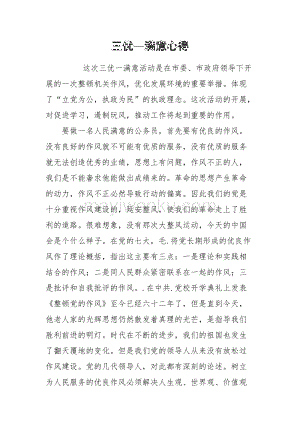 三优一满意心得
这次三优一满意活动是在市委、市政府领导下开
展的一次整顿机关作风，优化发展环境的重要举措。体现
了“立党为公，执政为民”的执政理念。这次活动的开展，
对促进学习，遏制玩风，推动工作将起到重要的作用。
要做一名人民满意的公务员。首先要有优良的作风。
没有良好的作风就不可能有优质的服务，没有优质的服务
就无法创造优秀的业绩，思想上有问题，作风不正的人，
我们是不能奢求他能做出成绩来的。革命的思想产生革命
的动力，作风不正必然导致行动的偏离。因此我们的党是
十分重视作风建设的，延安整风、使我们的革命走上了胜
利的道路。很难想象，没有那次大整风活动，今天的中国
会是个什么样子。在党的七大。毛.将党长期形成的优良作
风作了理论概括，指出这主要有三点：一是理论和实践相
结合的作风；二是同人民群众紧密联系在一起的作风；三
是批评和自我批评的作风。.在中共.党校开学典礼上发表
《整顿党的作风》至今已经六十二年了，但是直到今天，
他老人家的光辉思想仍然散发者真理的光芒，是指导我们
胜利前进的明灯。时代在不断的进步，我们的祖国也发生
了翻天覆地的变化。但是我们党的领导人从来没有放松过
作风建设。党的几代领导人，对此都有深刻的论述。树立
为人民服务的优良作风必须解决人生观、世界观、价值观